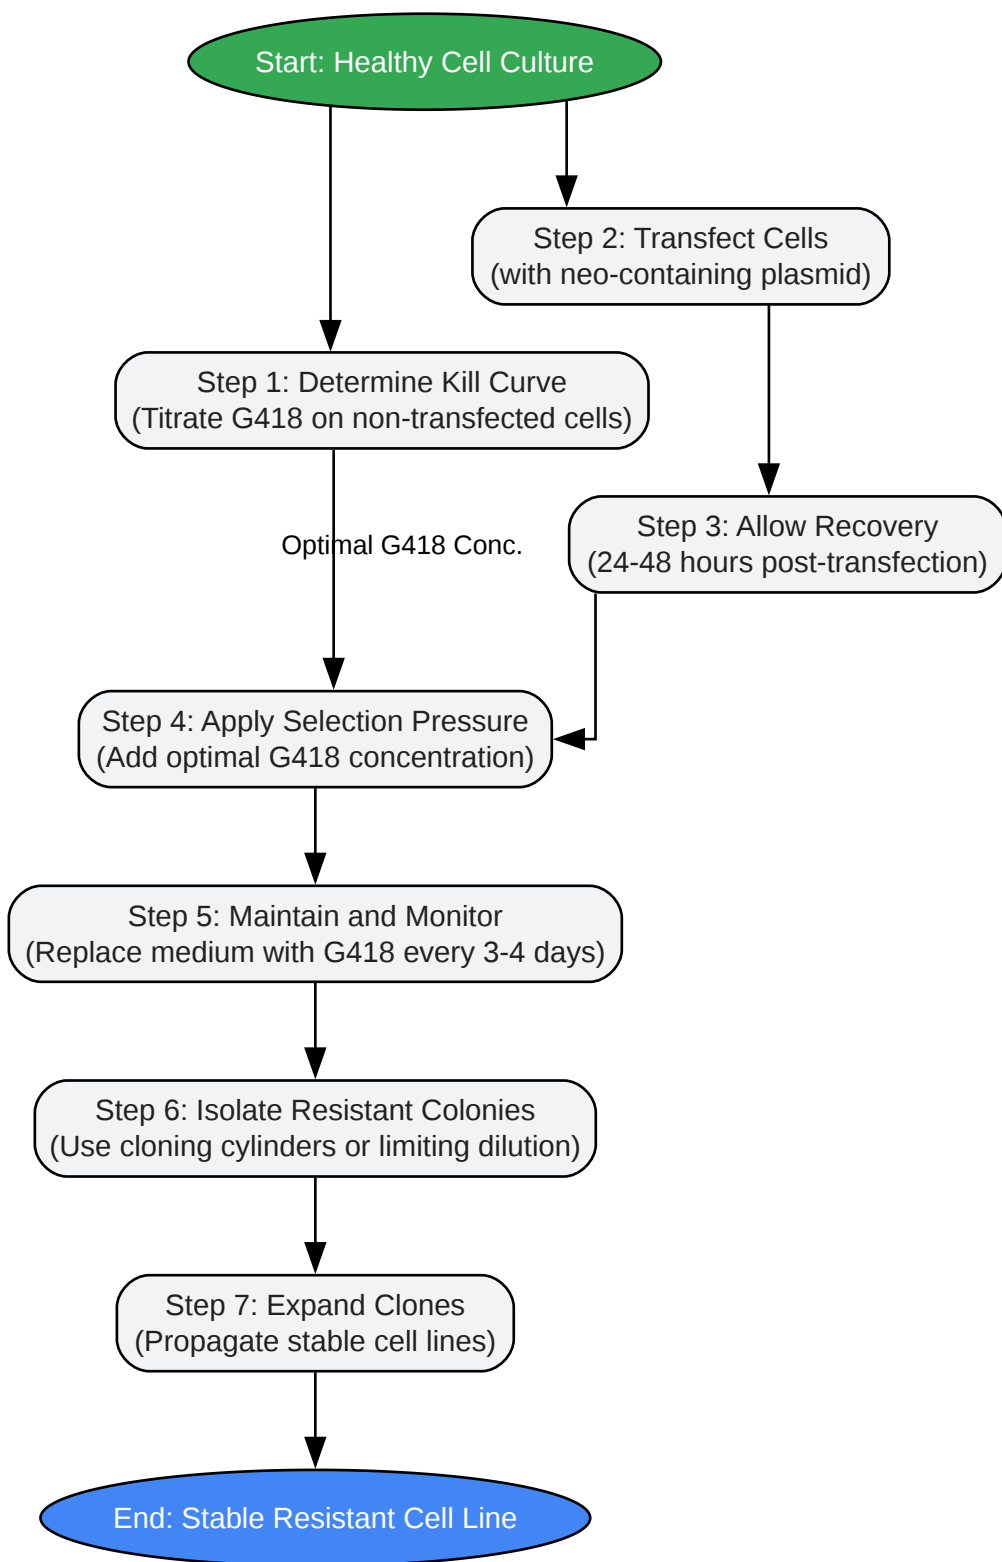 Start: Healthy Cell Culture
Step 2: Transfect Cells
(with neo-containing plasmid)
Step 1: Determine Kill Curve
(Titrate G418 on non-transfected cells)
Optimal G418 Conc.
Step 3: Allow Recovery
(24-48 hours post-transfection)
Step 4: Apply Selection Pressure
(Add optimal G418 concentration)
Step 5: Maintain and Monitor
(Replace medium with G418 every 3-4 days)
Step 6: Isolate Resistant Colonies
(Use cloning cylinders or limiting dilution)
Step 7: Expand Clones
(Propagate stable cell lines)
End: Stable Resistant Cell Line